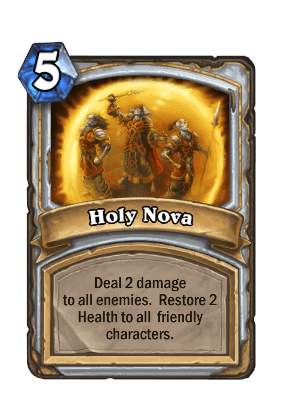 5
Holy Nova
Deal 2 damage
to all enemies. Restore 2
Health to all friendly
characters.